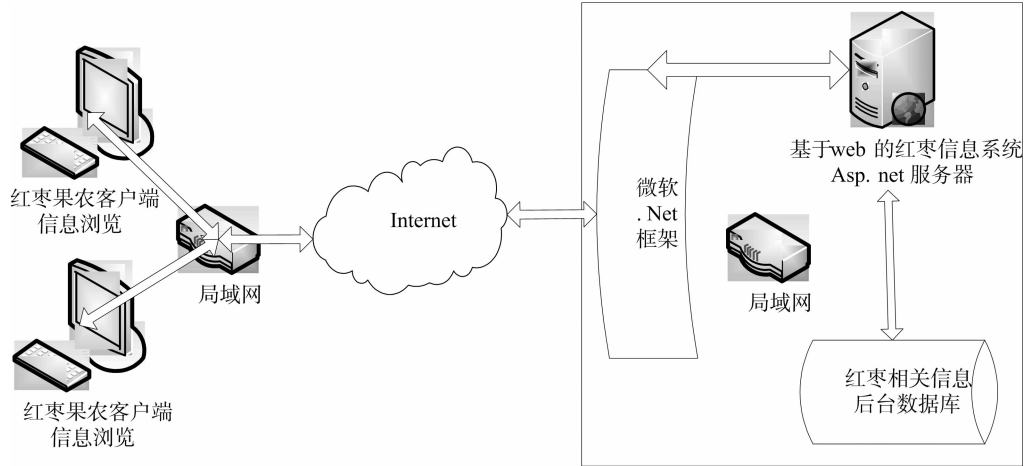 红枣果农客户端
信息浏览
局域网
红枣果农客户端
信息浏览
Internet
微软
. Net
框架
局域网
基于web 的红枣信息系统
Asp. net 服务器
红枣相关信息
后台数据库